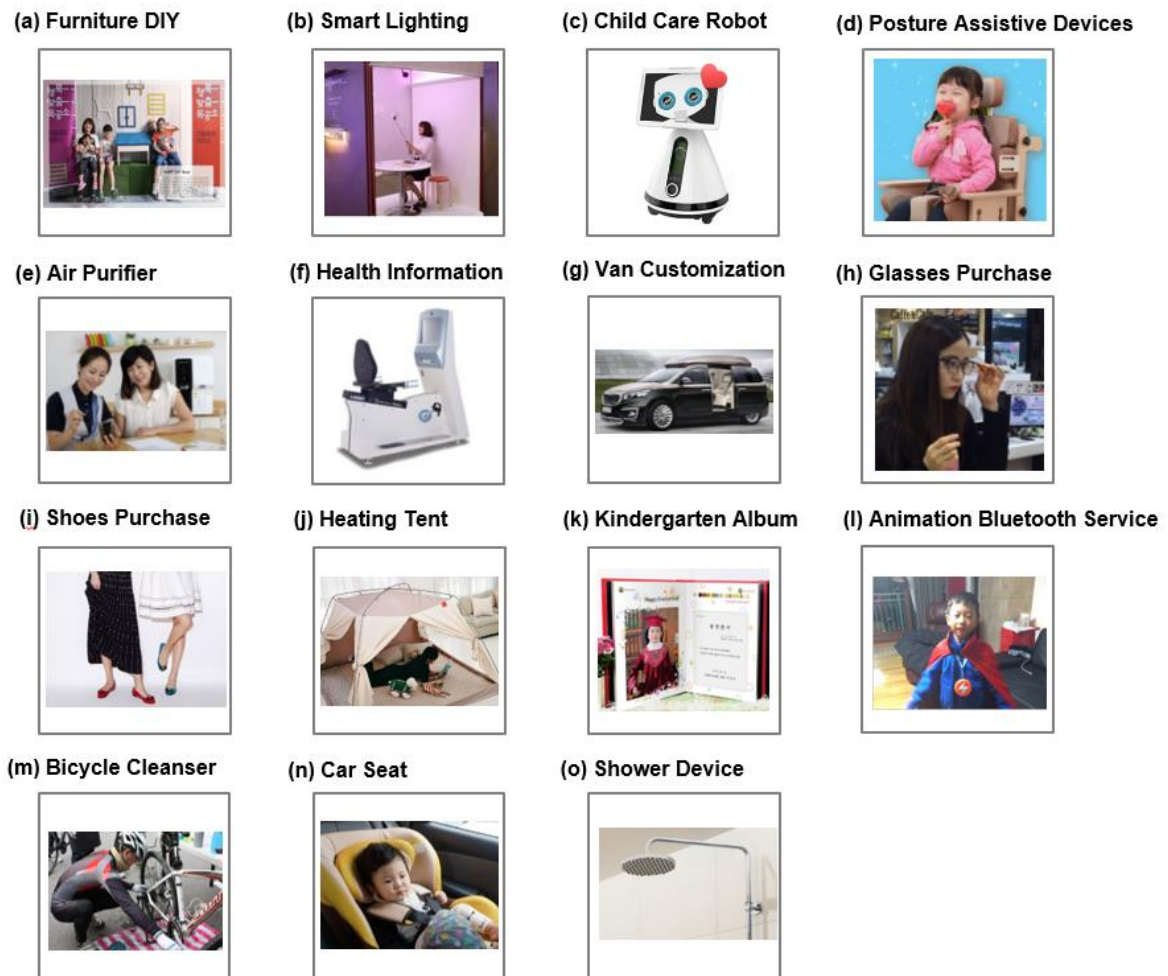 (a) Furniture DIY
(b) Smart Lighting
(c) Child Care Robot
(d) Posture Assistive Devices
(e) Air Purifier
(f) Health Information
(g) Van Customization
(h) Glasses Purchase
(i) Shoes Purchase
(j) Heating Tent
(k) Kindergarten Album
(l) Animation Bluetooth Service
(m) Bicycle Cleanser
(n) Car Seat
(o) Shower Device